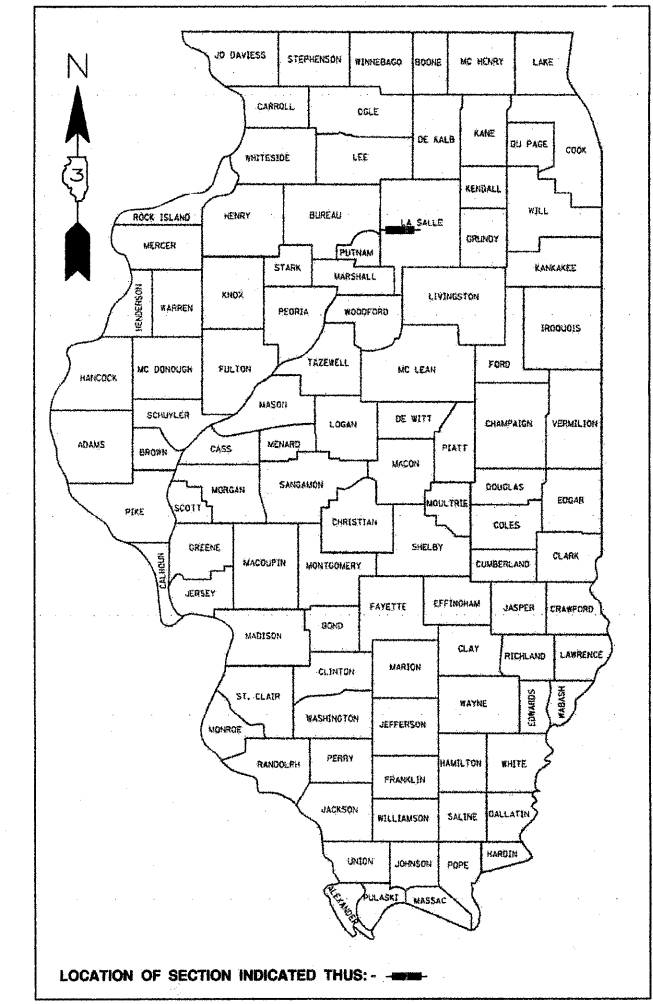 JO DAVIESS STEPHENSON WINNEBAGO BOONE MC HENRY LAKE
N
CARROLL OGLE
DE KALB KANE DU PAGE COOK
WHITESIDE LEE
3
KENDALL
ROCK ISLAND HENRY BUREAU LA SALLE WILL
MERCER PUTNAM GRUNDY
STARK MARSHALL KANKAKEE
HENDERSON WARREN KNOX PEORIA WOODFORD LIVINGSTON IROQUOIS
HANCOCK MC DONOUGH FULTON TAZEWELL MC LEAN FORD
SCHUYLER MASON LOGAN DE WITT CHAMPAIGN VERMILION
ADAMS BROWN CASS MENARD MACON PIATT
PIKE SCOTT MORGAN SANGAMON MOULTRIE DOUGLAS EDGAR
CHRISTIAN COLES
CALHOUN GREENE MACOUPIN MONTGOMERY SHELBY CUMBERLAND CLARK
JERSEY FAYETTE EFFINGHAM JASPER CRAWFORD
MADISON BOND
CLINTON MARION CLAY RICHLAND LAWRENCE
ST. CLAIR WASHINGTON JEFFERSON WAYNE EDWARDS WABASH
MONROE
RANDOLPH PERRY HAMILTON WHITE
FRANKLIN
JACKSON WILLIAMSON SALINE GALLATIN
UNION JOHNSON POPE HARDIN
ALEXANDER PULASKI MASSAC
LOCATION OF SECTION INDICATED THUS: -